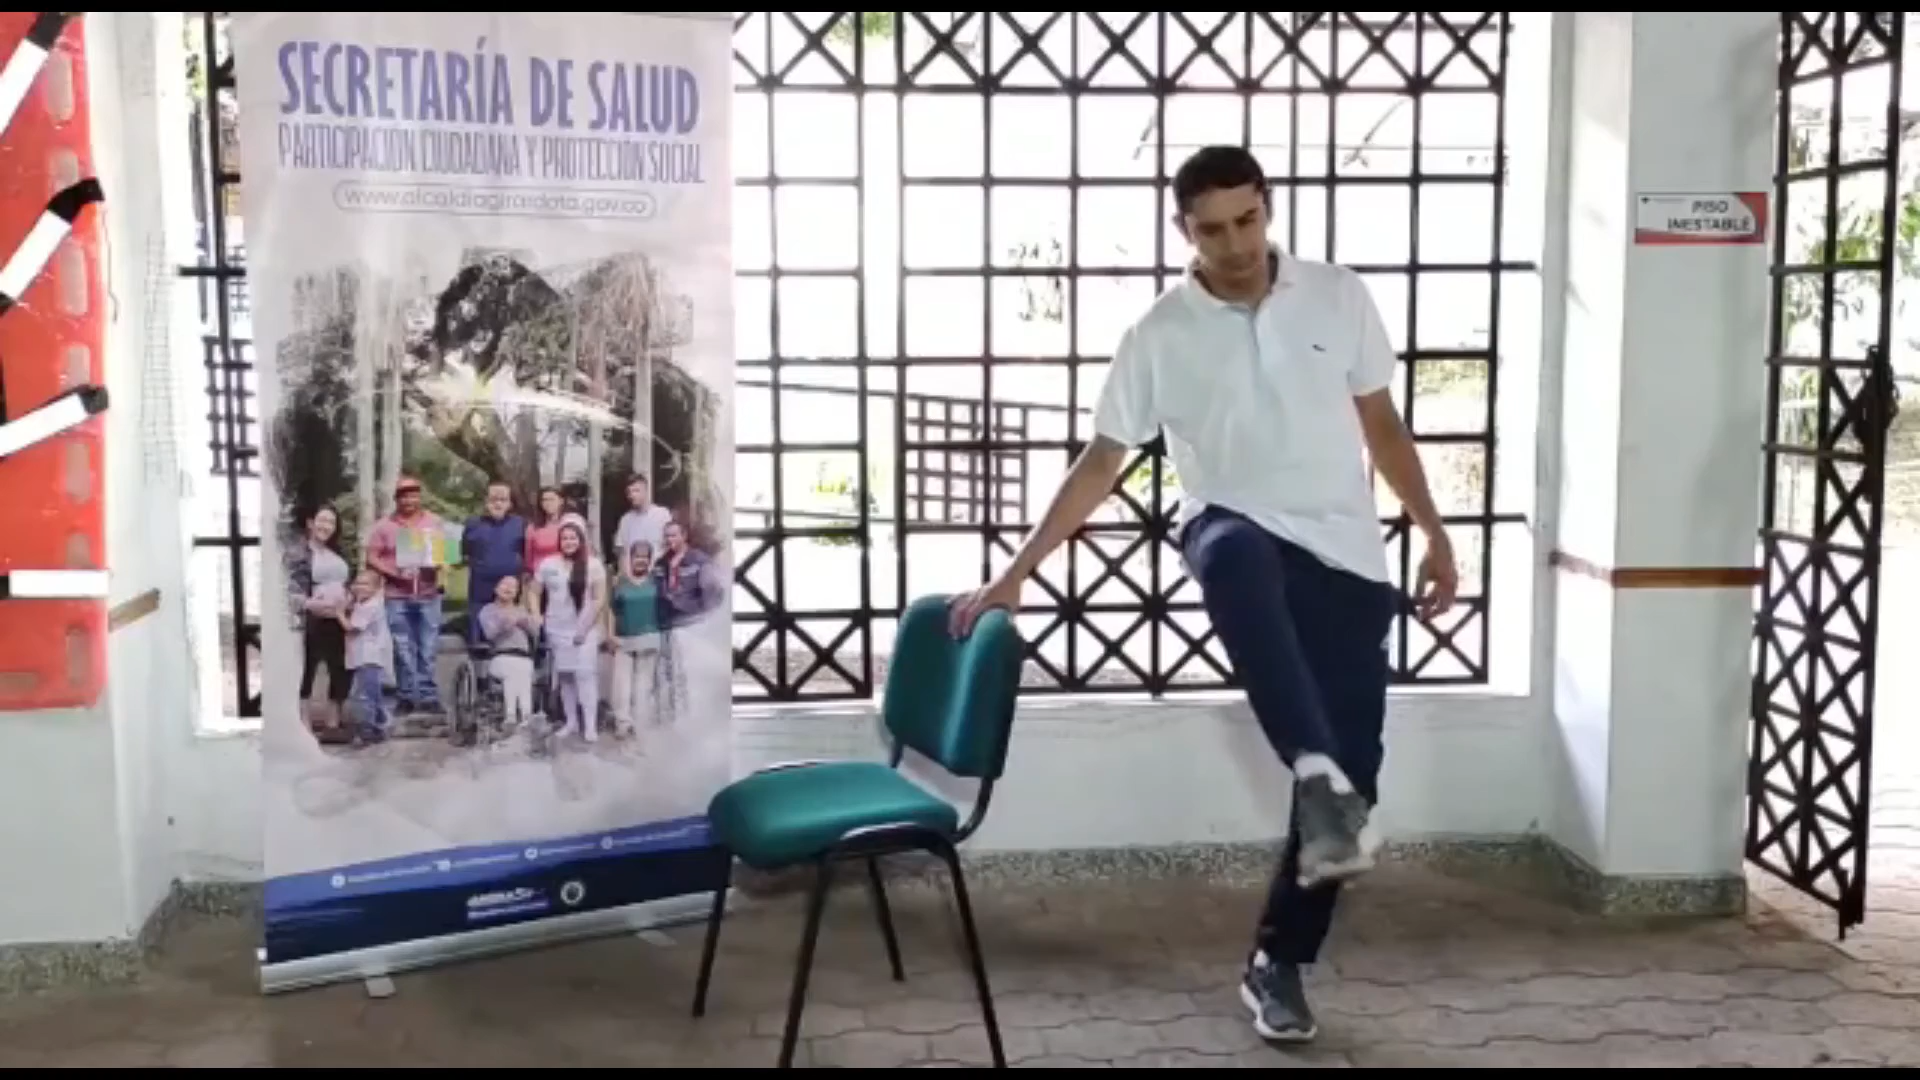 SECRETARÍA DE SALUD
PARTICIPACIÓN CIUDADANA Y PROTECCIÓN SOCIAL
www.alcaldiagirardota.gov.co
PISO
INESTABLE